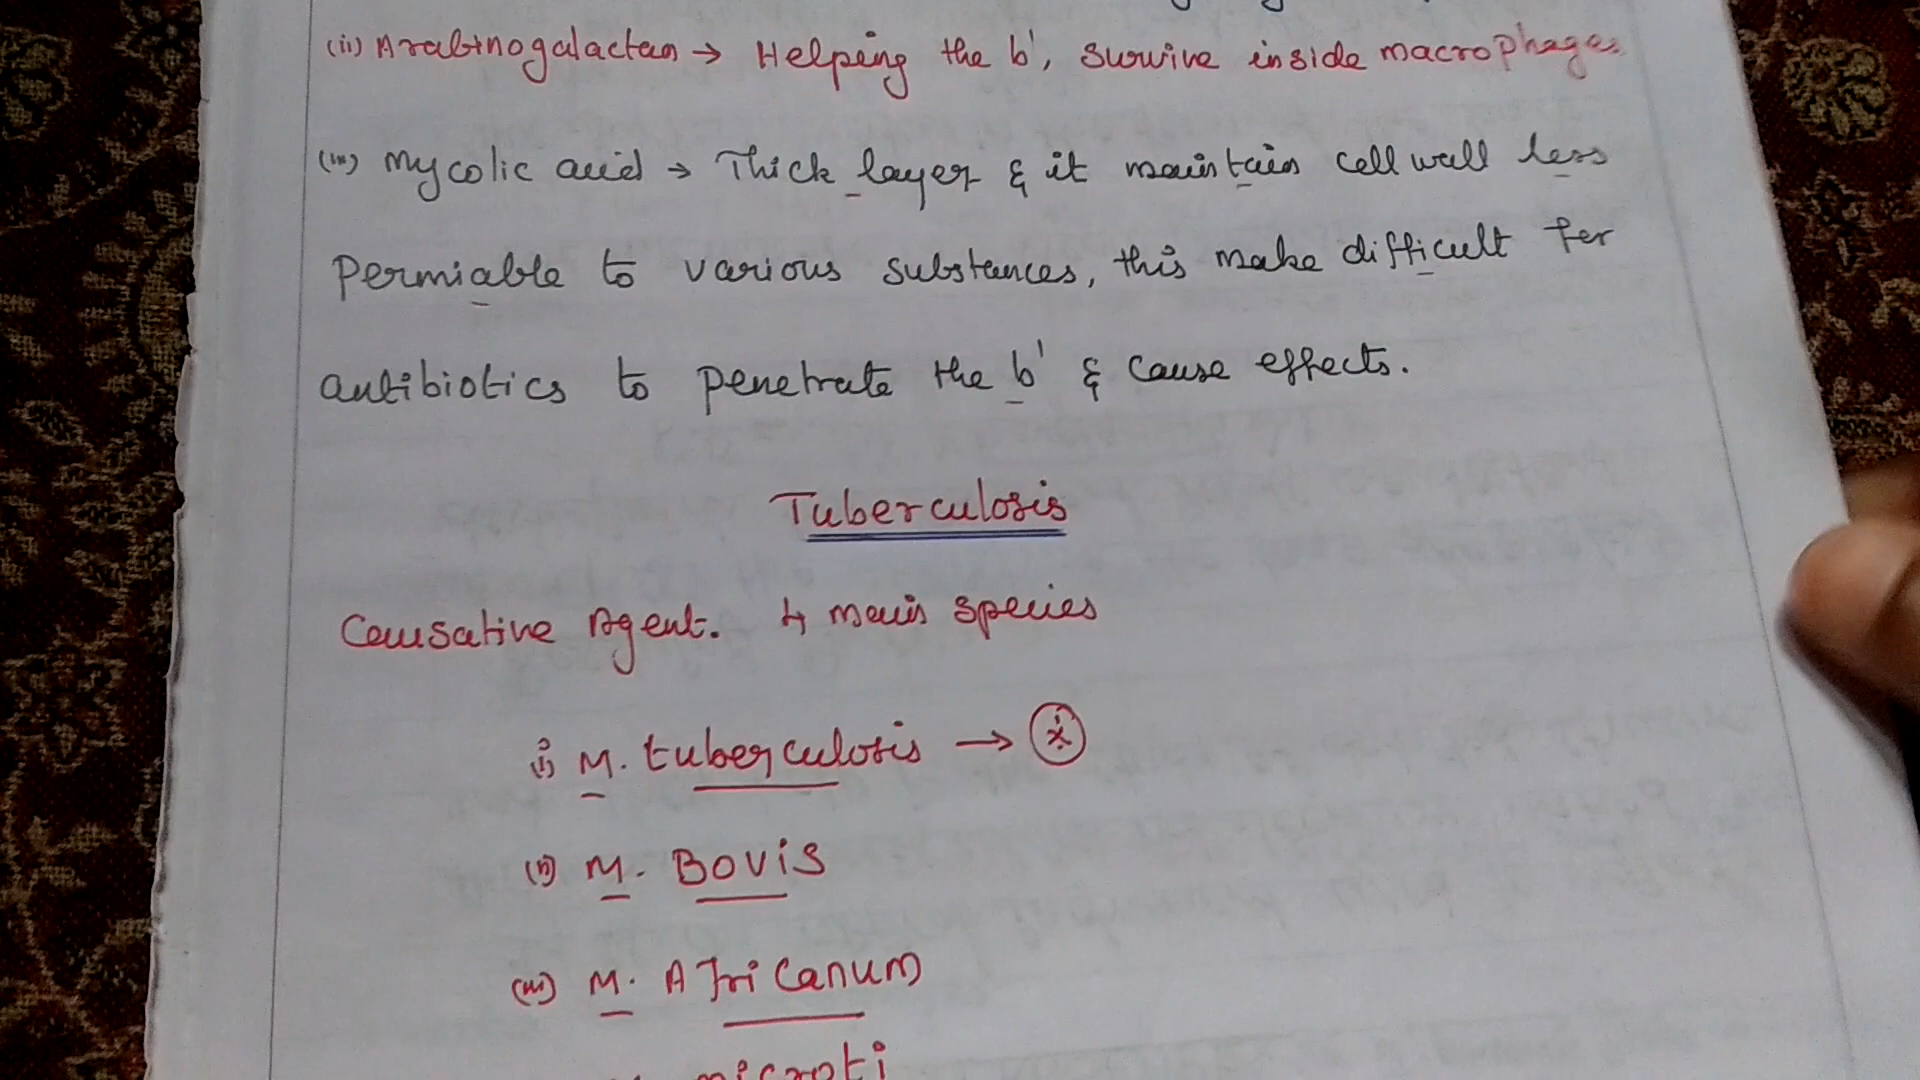 (ii) Arabinogalactan → Helping the b', survive inside macrophages
(iii) Mycolic acid → Thick layer & it maintain cell wall less
permiable to various substances, this make difficult for
antibiotics to penetrate the b' & cause effects.
Tuberculosis
Causative Agent. 4 main species
(i) M. tuberculosis →
(ii) M. Bovis
(iii) M. Africanum
microti